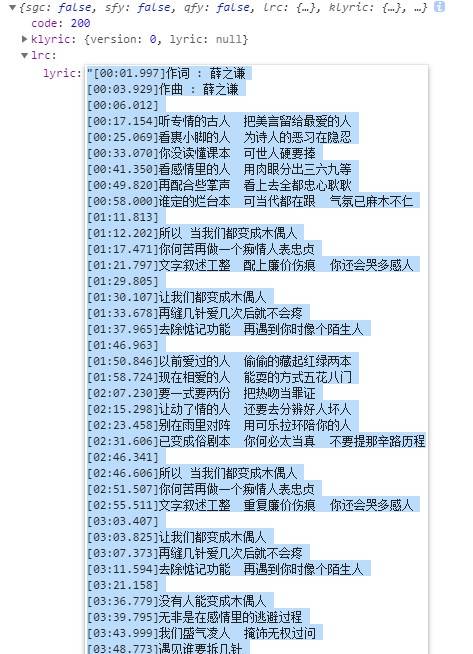 {sgc: false, sfy: false, qfy: false, lrc: {…}, klyric: {…}, …}
code: 200
klyric: {version: 0, lyric: null}
lrc:
lyric: "[00:01.997]作词 : 薛之谦
[00:03.929]作曲 : 薛之谦
[00:06.012]
[00:17.154]听专情的古人　把美言留给最爱的人
[00:25.069]看裹小脚的人　为诗人的恶习在隐忍
[00:33.070]你没读懂课本　可世人硬要捧
[00:41.350]看感情里的人　用肉眼分出三六九等
[00:49.820]再配合些掌声　看上去全都忠心耿耿
[00:58.000]谁定的烂台本　可当代都在跟　气氛已麻木不仁
[01:11.813]
[01:12.202]所以 当我们都变成木偶人
[01:17.471]你何苦再做一个痴情人表忠贞
[01:21.797]文字叙述工整　配上廉价伤痕　你还会哭多感人
[01:29.805]
[01:30.107]让我们都变成木偶人
[01:33.678]再缝几针爱几次后就不会疼
[01:37.965]去除惦记功能　再遇到你时像个陌生人
[01:46.963]
[01:50.846]以前爱过的人　偷偷的藏起红绿两本
[01:58.724]现在相爱的人　能耍的方式五花八门
[02:07.230]要一式要两份　把热吻当罪证
[02:15.298]让动了情的人　还要去分辨好人坏人
[02:23.458]别在雨里对阵　用可乐拉环陪你的人
[02:31.606]已变成俗剧本　你何必太当真　不要提那辛路历程
[02:46.341]
[02:46.606]所以 当我们都变成木偶人
[02:51.507]你何苦再做一个痴情人表忠贞
[02:55.511]文字叙述工整　重复廉价伤痕　你还会哭多感人
[03:03.407]
[03:03.825]让我们都变成木偶人
[03:07.373]再缝几针爱几次后就不会疼
[03:11.594]去除惦记功能　再遇到你时像个陌生人
[03:21.158]
[03:36.779]没有人能变成木偶人
[03:39.795]无非是在感情里的逃避过程
[03:43.999]我们盛气凌人　掩饰无权过问
[03:48.773]遇见谁要拆几针